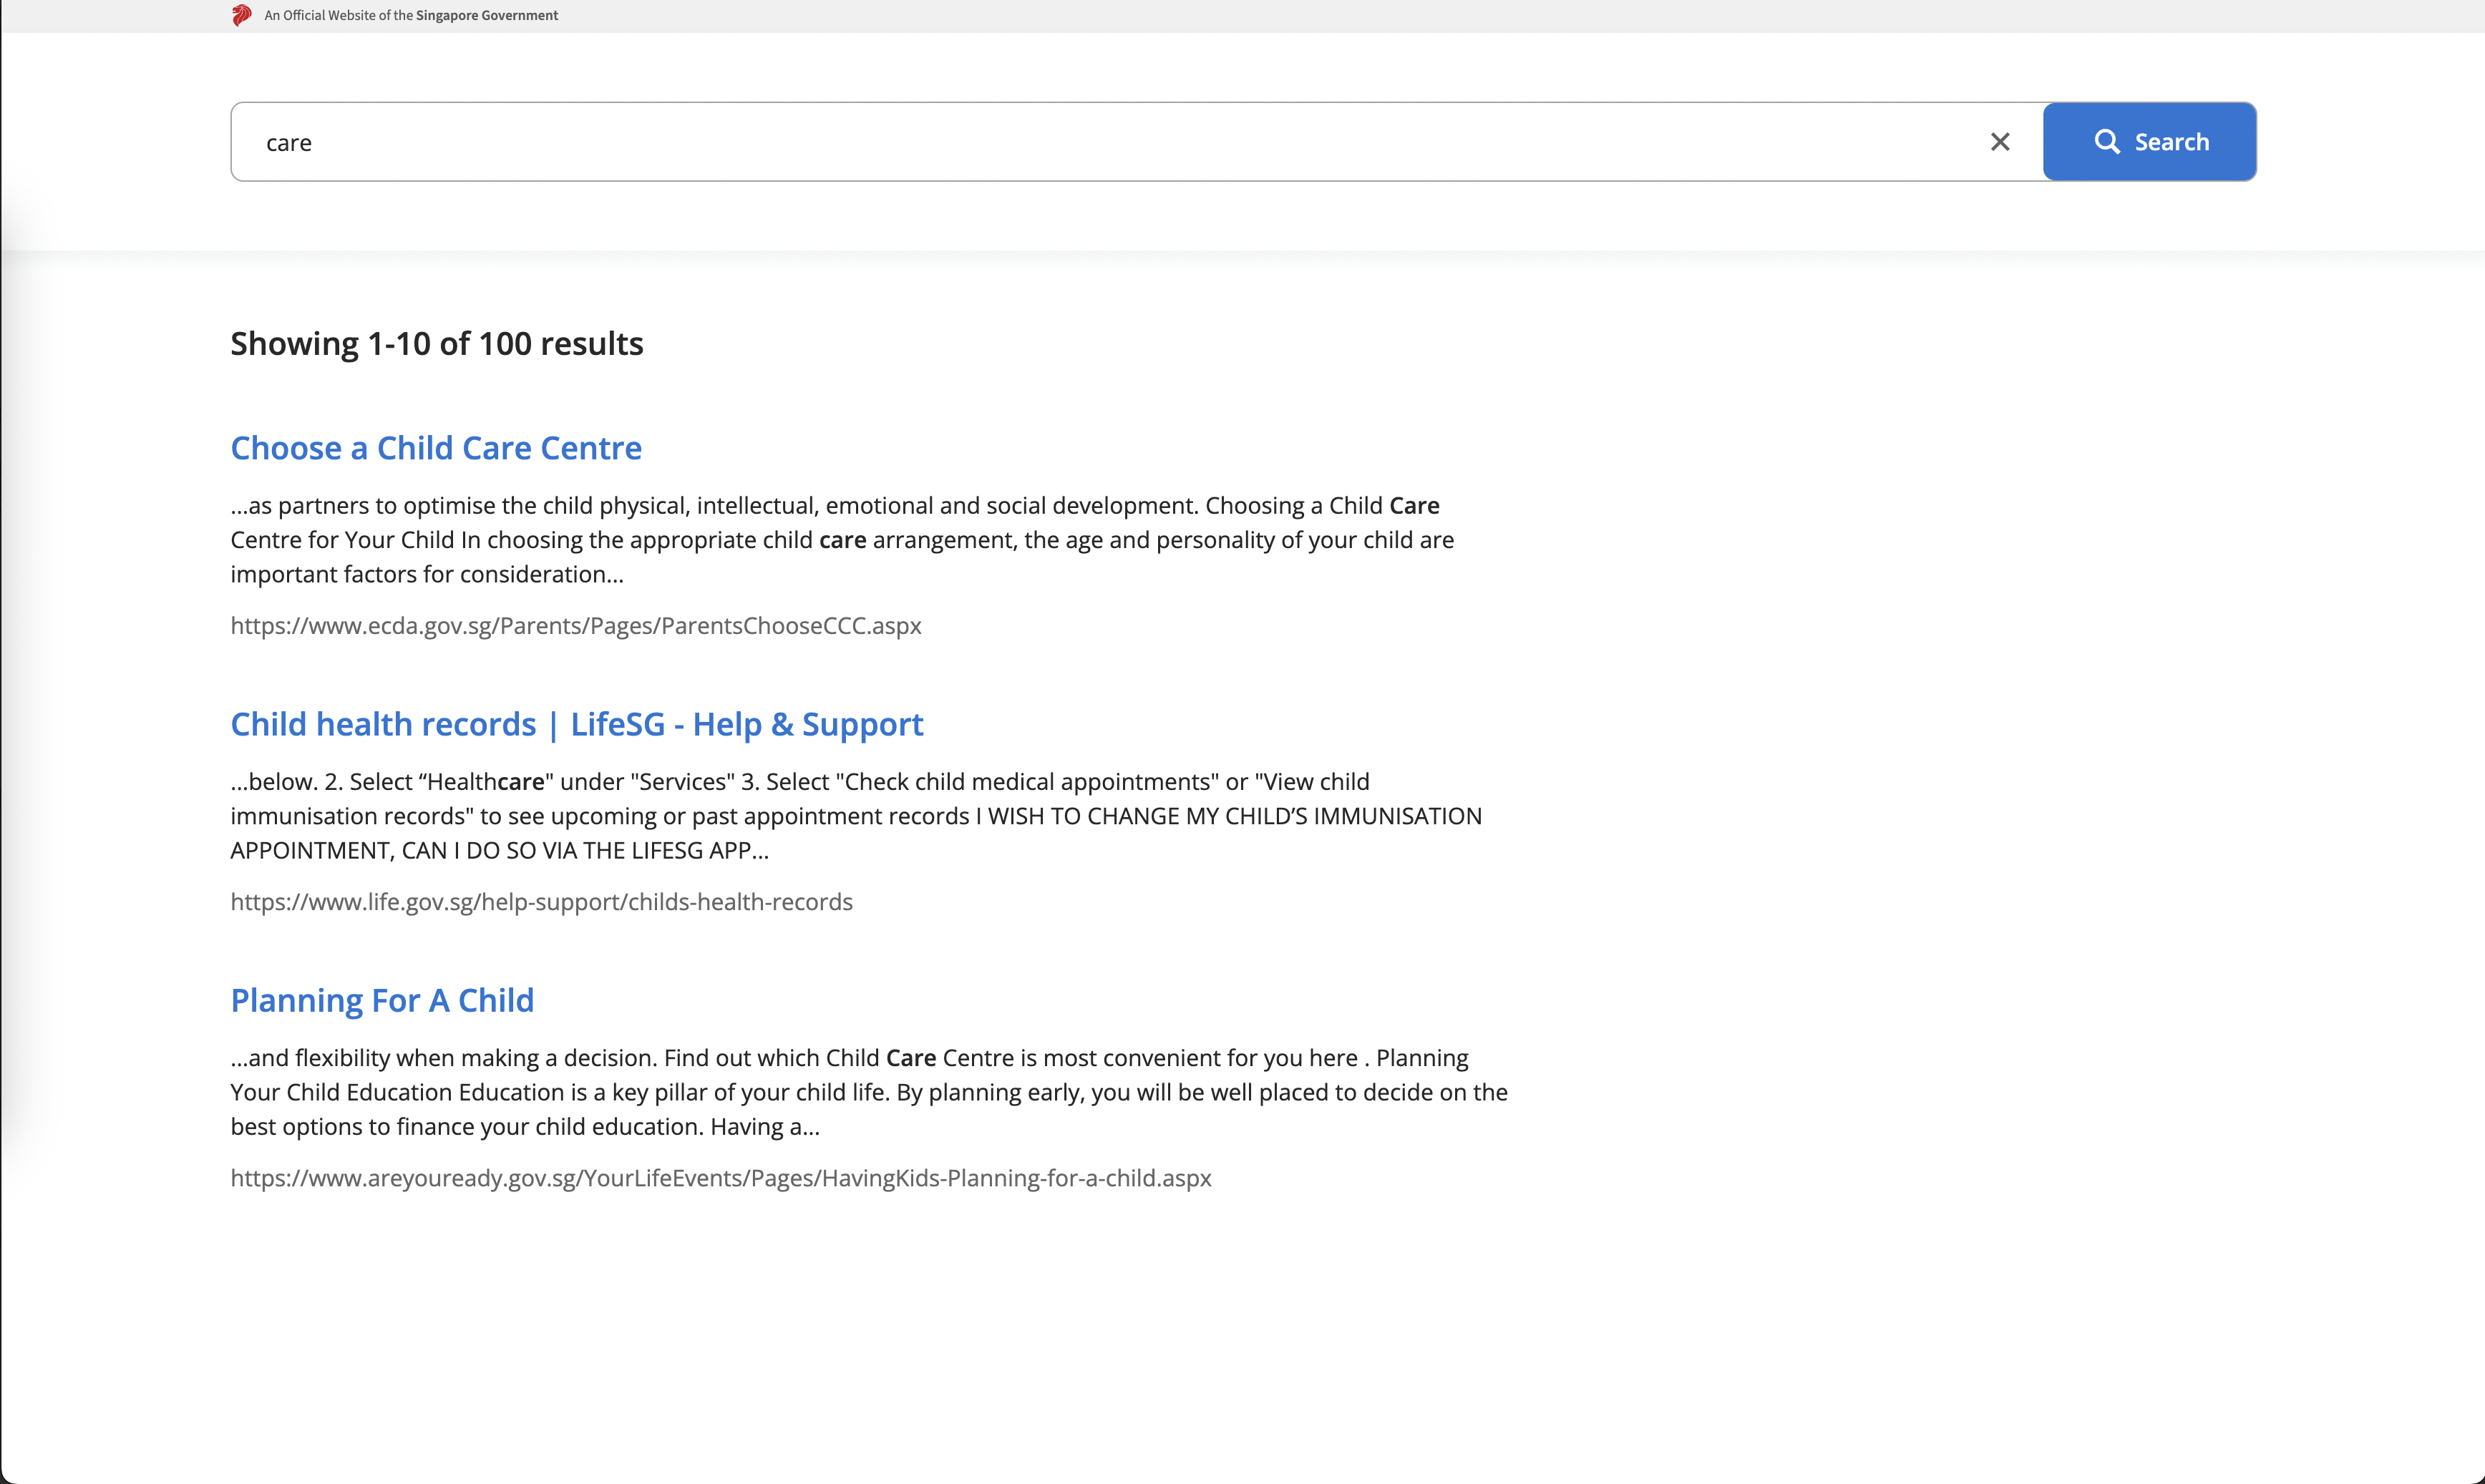 An Official Website of the Singapore Government
care
Search
Showing 1-10 of 100 results
Choose a Child Care Centre
...as partners to optimise the child physical, intellectual, emotional and social development. Choosing a Child Care
Centre for Your Child In choosing the appropriate child care arrangement, the age and personality of your child are
important factors for consideration...
https://www.ecda.gov.sg/Parents/Pages/ParentsChooseCCC.aspx
Child health records | LifeSG - Help & Support
...below. 2. Select “Healthcare" under "Services" 3. Select "Check child medical appointments" or "View child
immunisation records" to see upcoming or past appointment records I WISH TO CHANGE MY CHILD’S IMMUNISATION
APPOINTMENT, CAN I DO SO VIA THE LIFESG APP...
https://www.life.gov.sg/help-support/childs-health-records
Planning For A Child
...and flexibility when making a decision. Find out which Child Care Centre is most convenient for you here . Planning
Your Child Education Education is a key pillar of your child life. By planning early, you will be well placed to decide on the
best options to finance your child education. Having a...
https://www.areyouready.gov.sg/YourLifeEvents/Pages/HavingKids-Planning-for-a-child.aspx